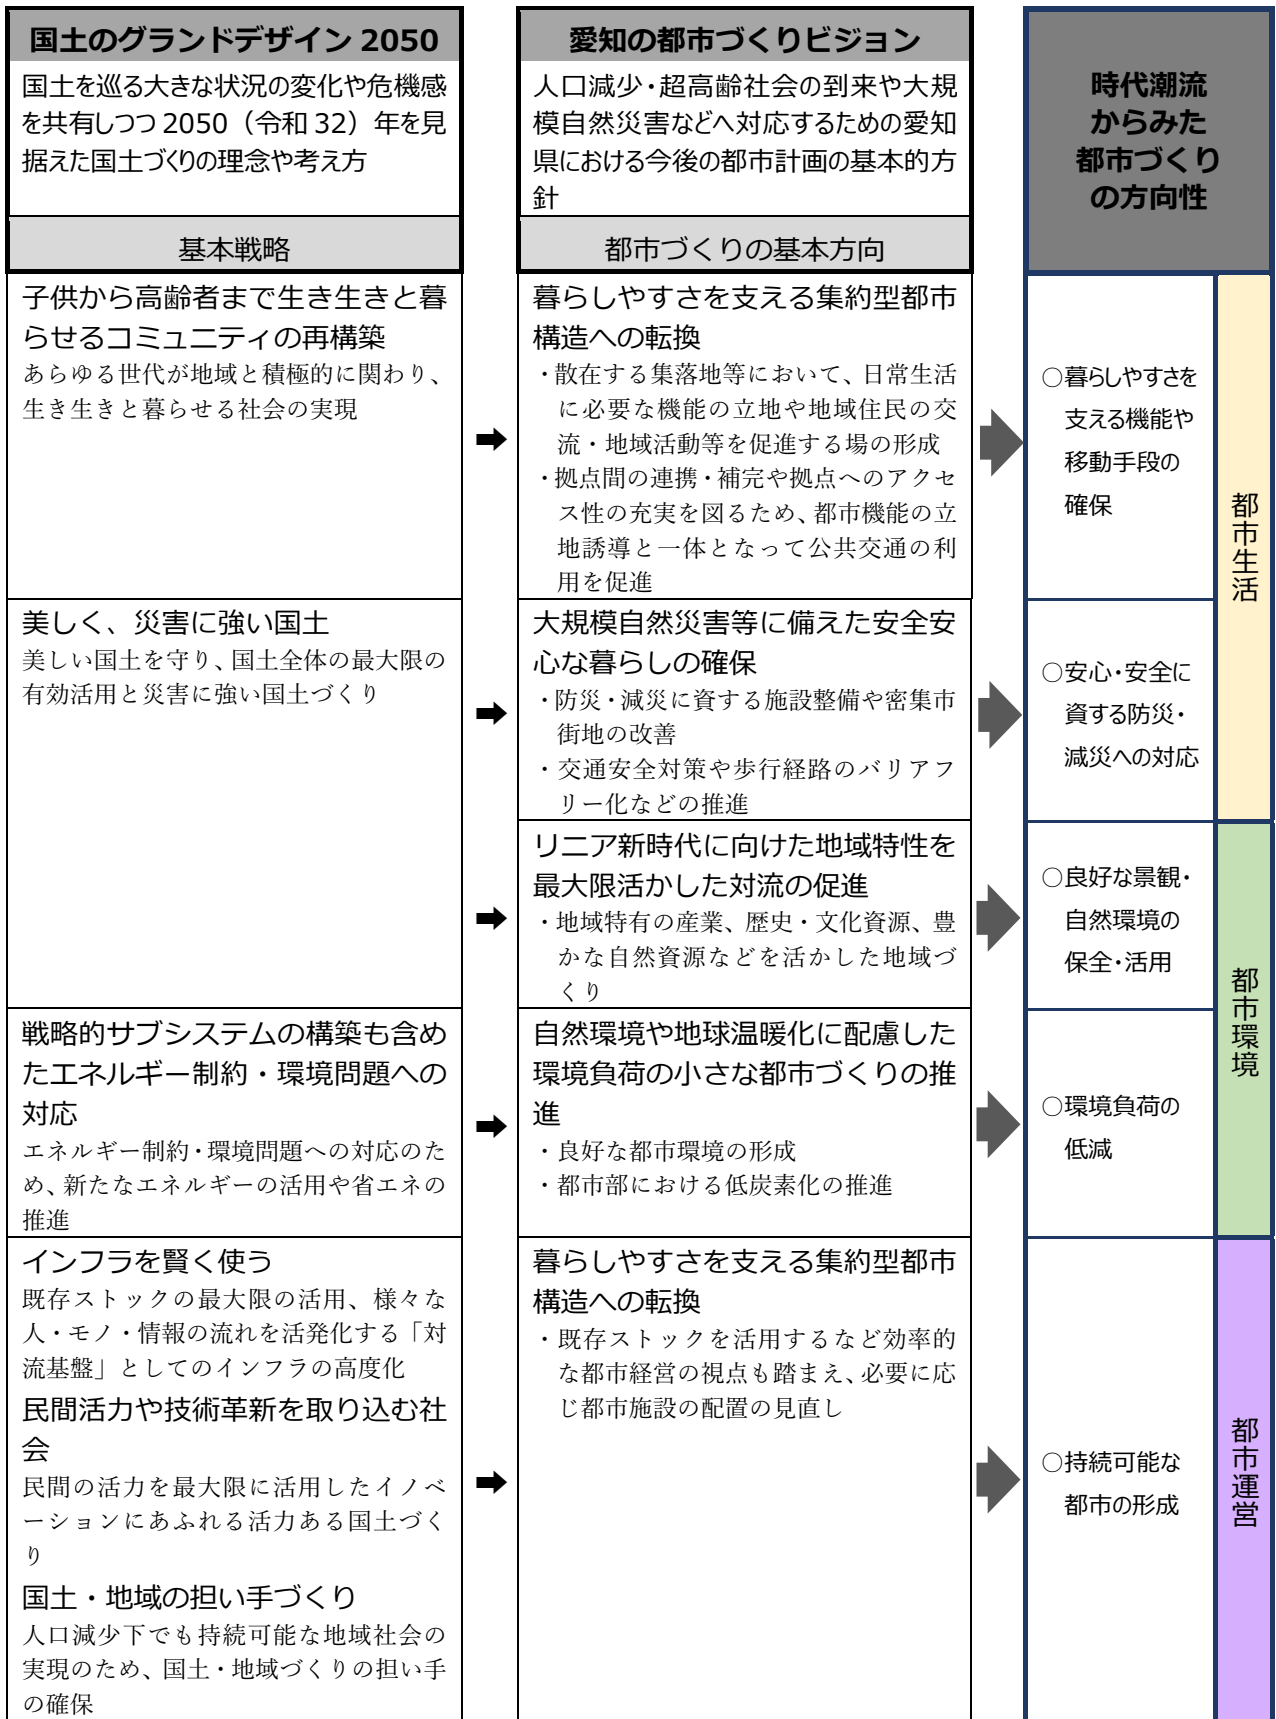 国土のグランドデザイン 2050
国土を巡る大きな状況の変化や危機感
を共有しつつ 2050（令和 32）年を見
据えた国土づくりの理念や考え方
基本戦略
愛知の都市づくりビジョン
人口減少・超高齢社会の到来や大規
模自然災害などへ対応するための愛知
県における今後の都市計画の基本的方
針
都市づくりの基本方向
時代潮流
からみた
都市づくり
の方向性
子供から高齢者まで生き生きと暮
らせるコミュニティの再構築
あらゆる世代が地域と積極的に関わり、
生き生きと暮らせる社会の実現
暮らしやすさを支える集約型都市
構造への転換
・散在する集落地等において、日常生活
に必要な機能の立地や地域住民の交
流・地域活動等を促進する場の形成
・拠点間の連携・補完や拠点へのアクセ
ス性の充実を図るため、都市機能の立
地誘導と一体となって公共交通の利
用を促進
○暮らしやすさを
支える機能や
移動手段の
確保
都市生活
美しく、災害に強い国土
美しい国土を守り、国土全体の最大限の
有効活用と災害に強い国土づくり
大規模自然災害等に備えた安全安
心な暮らしの確保
・防災・減災に資する施設整備や密集市
街地の改善
・交通安全対策や歩行経路のバリアフ
リー化などの推進
○安心・安全に
資する防災・
減災への対応
リニア新時代に向けた地域特性を
最大限活かした対流の促進
・地域特有の産業、歴史・文化資源、豊
かな自然資源などを活かした地域づ
くり
○良好な景観・
自然環境の
保全・活用
都市環境
戦略的サブシステムの構築も含め
たエネルギー制約・環境問題への
対応
エネルギー制約・環境問題への対応のた
め、新たなエネルギーの活用や省エネの
推進
自然環境や地球温暖化に配慮した
環境負荷の小さな都市づくりの推
進
・良好な都市環境の形成
・都市部における低炭素化の推進
○環境負荷の
低減
インフラを賢く使う
既存ストックの最大限の活用、様々な
人・モノ・情報の流れを活発化する「対
流基盤」としてのインフラの高度化
民間活力や技術革新を取り込む社
会
民間の活力を最大限に活用したイノベ
ーションにあふれる活力ある国土づく
り
国土・地域の担い手づくり
人口減少下でも持続可能な地域社会の
実現のため、国土・地域づくりの担い手
の確保
暮らしやすさを支える集約型都市
構造への転換
・既存ストックを活用するなど効率的
な都市経営の視点も踏まえ、必要に応
じ都市施設の配置の見直し
○持続可能な
都市の形成
都市運営